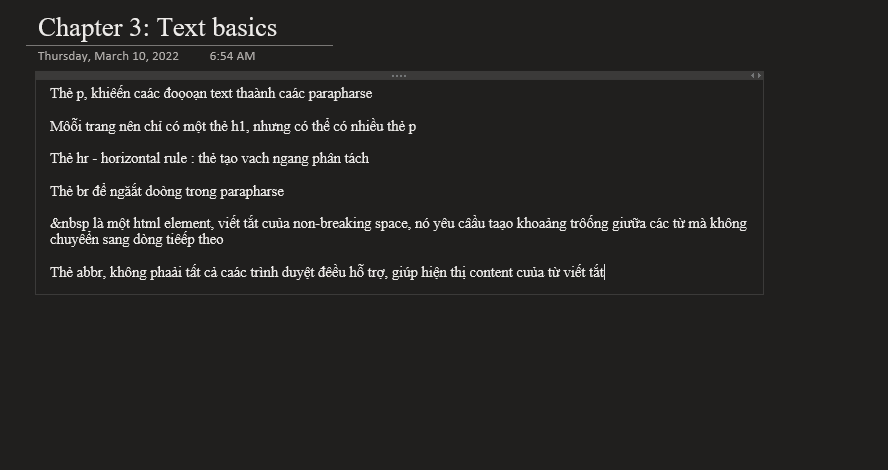 Chapter 3: Text basics
Thursday, March 10, 2022 6:54 AM
Thẻ p, khiêến caác đoọoạn text thaành caác parapharse
Môỗi trang nên chỉ có một thẻ h1, nhưng có thể có nhiều thẻ p
Thẻ hr - horizontal rule : thẻ tạo vach ngang phân tách
Thẻ br để ngăắt doòng trong parapharse
&nbsp là một html element, viết tắt cuủa non-breaking space, nó yêu câầu taạo khoaảng trôống giưữa các từ mà không
chuyêển sang dòng tiêếp theo
Thẻ abbr, không phaải tất cả caác trình duyệt đêều hỗ trợ, giúp hiện thị content cuủa từ viết tắt